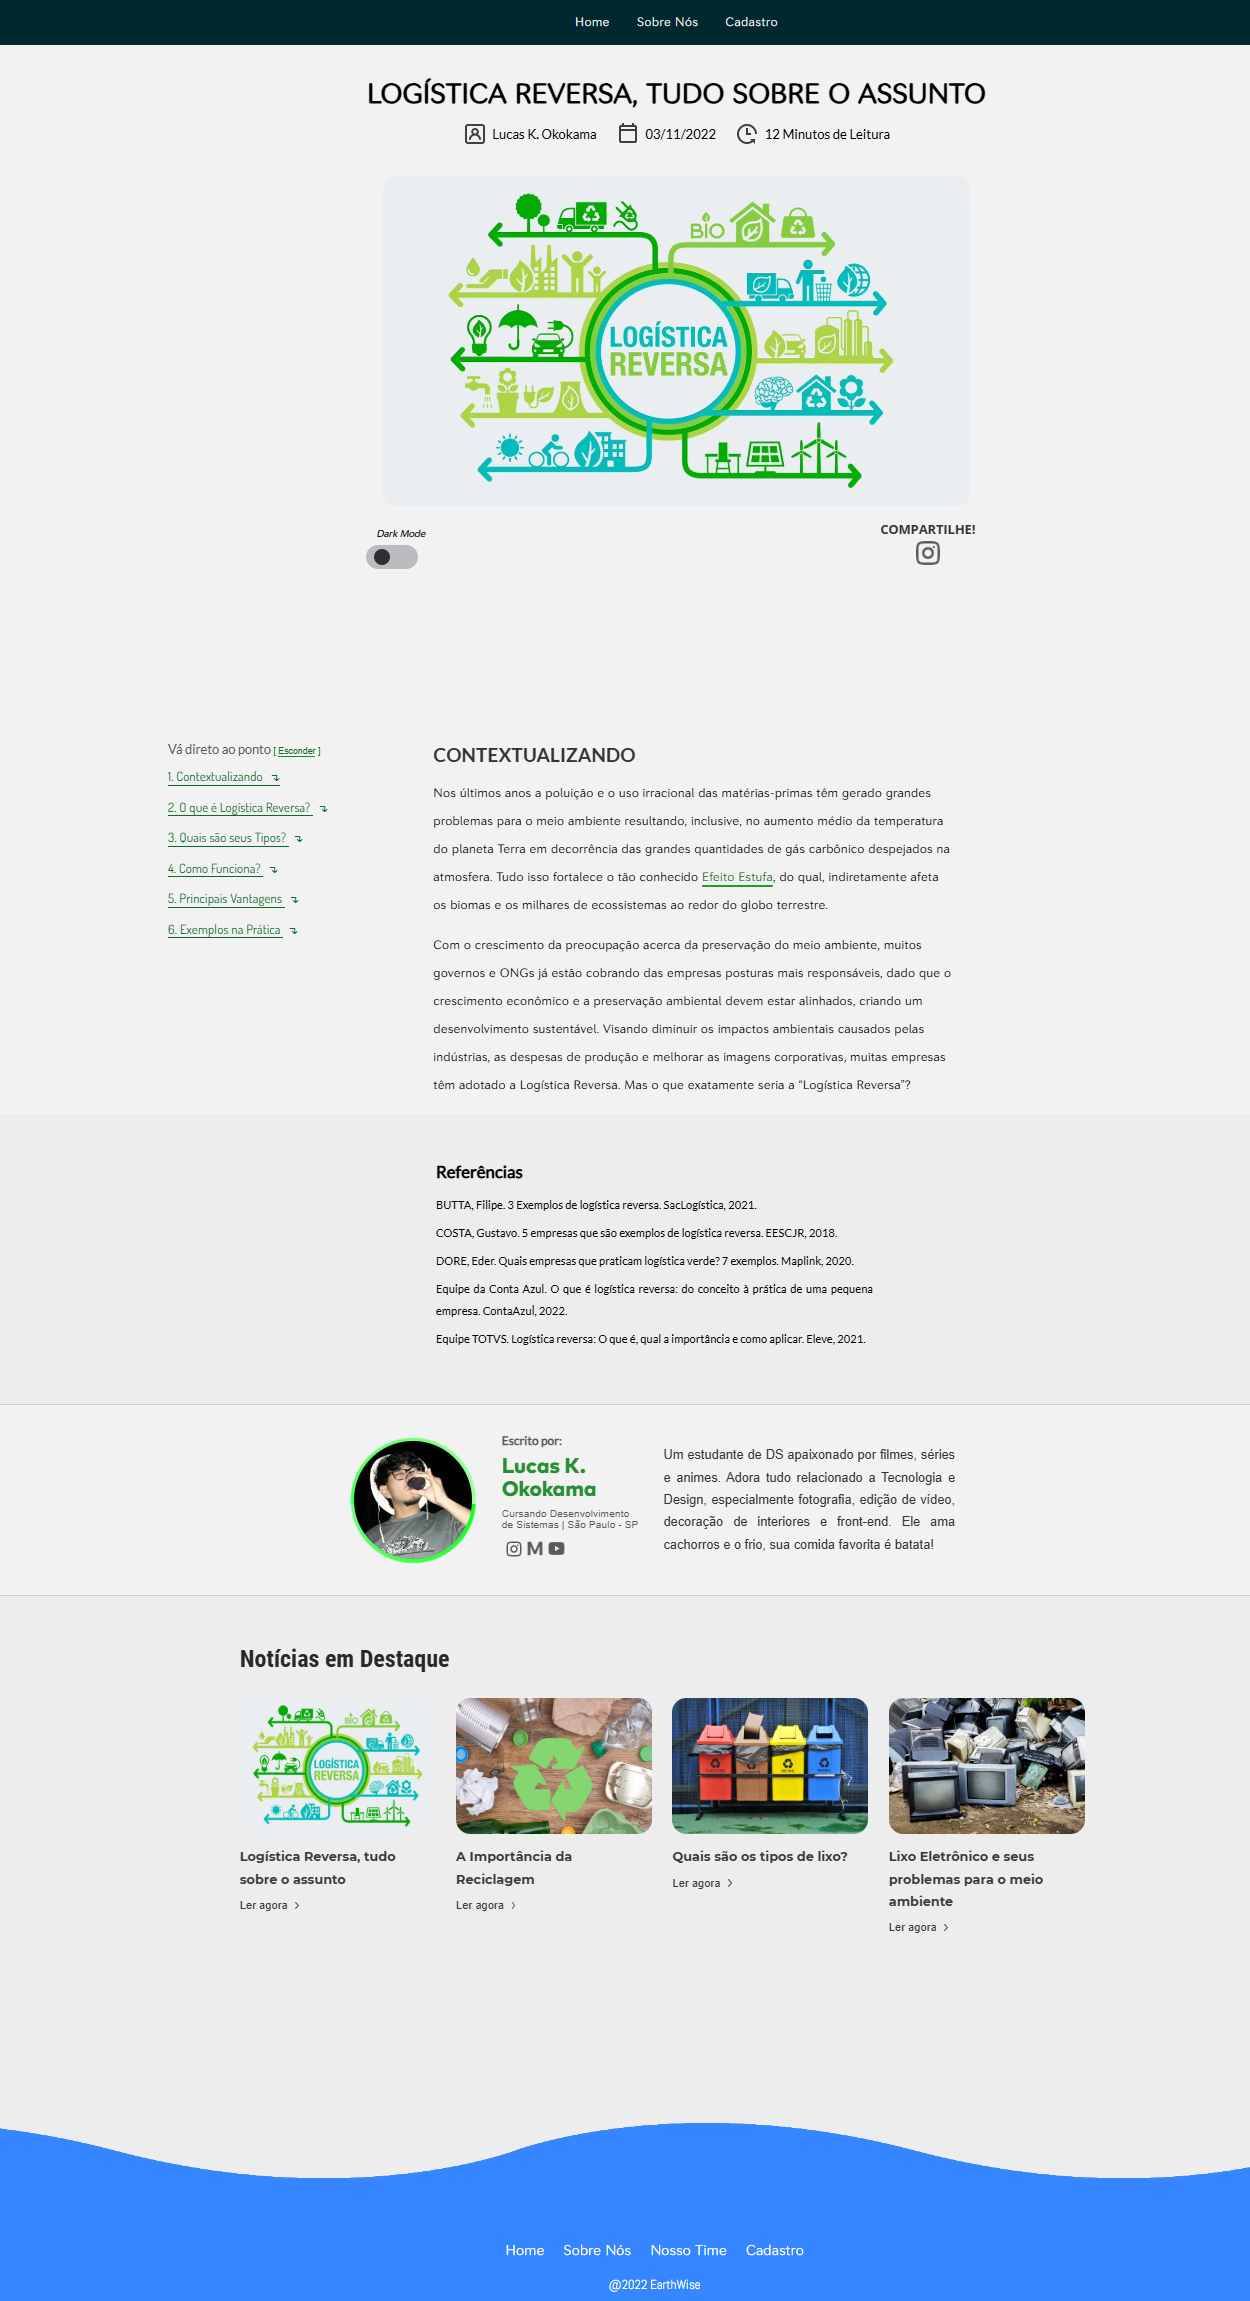 Home Sobre Nós Cadastro
LOGÍSTICA REVERSA, TUDO SOBRE O ASSUNTO
Lucas K. Okokama 03/11/2022 12 Minutos de Leitura
BIO
LOGÍSTICA
REVERSA
Dark Mode
COMPARTILHE!
Vá direto ao ponto [ Esconder ]
1. Contextualizando
2. O que é Logística Reversa?
3. Quais são seus Tipos?
4. Como Funciona?
5. Principais Vantagens
6. Exemplos na Prática
CONTEXTUALIZANDO
Nos últimos anos a poluição e o uso irracional das matérias-primas têm gerado grandes
problemas para o meio ambiente resultando, inclusive, no aumento médio da temperatura
do planeta Terra em decorrência das grandes quantidades de gás carbônico despejados na
atmosfera. Tudo isso fortalece o tão conhecido Efeito Estufa, do qual, indiretamente afeta
os biomas e os milhares de ecossistemas ao redor do globo terrestre.
Com o crescimento da preocupação acerca da preservação do meio ambiente, muitos
governos e ONGs já estão cobrando das empresas posturas mais responsáveis, dado que o
crescimento econômico e a preservação ambiental devem estar alinhados, criando um
desenvolvimento sustentável. Visando diminuir os impactos ambientais causados pelas
indústrias, as despesas de produção e melhorar as imagens corporativas, muitas empresas
têm adotado a Logística Reversa. Mas o que exatamente seria a “Logística Reversa”?
Referências
BUTTA, Filipe. 3 Exemplos de logística reversa. SacLogística, 2021.
COSTA, Gustavo. 5 empresas que são exemplos de logística reversa. EESCJR, 2018.
DORE, Eder. Quais empresas que praticam logística verde? 7 exemplos. Maplink, 2020.
Equipe da Conta Azul. O que é logística reversa: do conceito à prática de uma pequena
empresa. ContaAzul, 2022.
Equipe TOTVS. Logística reversa: O que é, qual a importância e como aplicar. Eleve, 2021.
Escrito por:
Lucas K.
Okokama
Cursando Desenvolvimento
de Sistemas | São Paulo - SP
Um estudante de DS apaixonado por filmes, séries
e animes. Adora tudo relacionado a Tecnologia e
Design, especialmente fotografia, edição de vídeo,
decoração de interiores e front-end. Ele ama
cachorros e o frio, sua comida favorita é batata!
Notícias em Destaque
BIO
LOGÍSTICA
REVERSA
Logística Reversa, tudo
sobre o assunto
Ler agora
A Importância da
Reciclagem
Ler agora
Quais são os tipos de lixo?
Ler agora
Lixo Eletrônico e seus
problemas para o meio
ambiente
Ler agora
Home Sobre Nós Nosso Time Cadastro
@2022 EarthWise